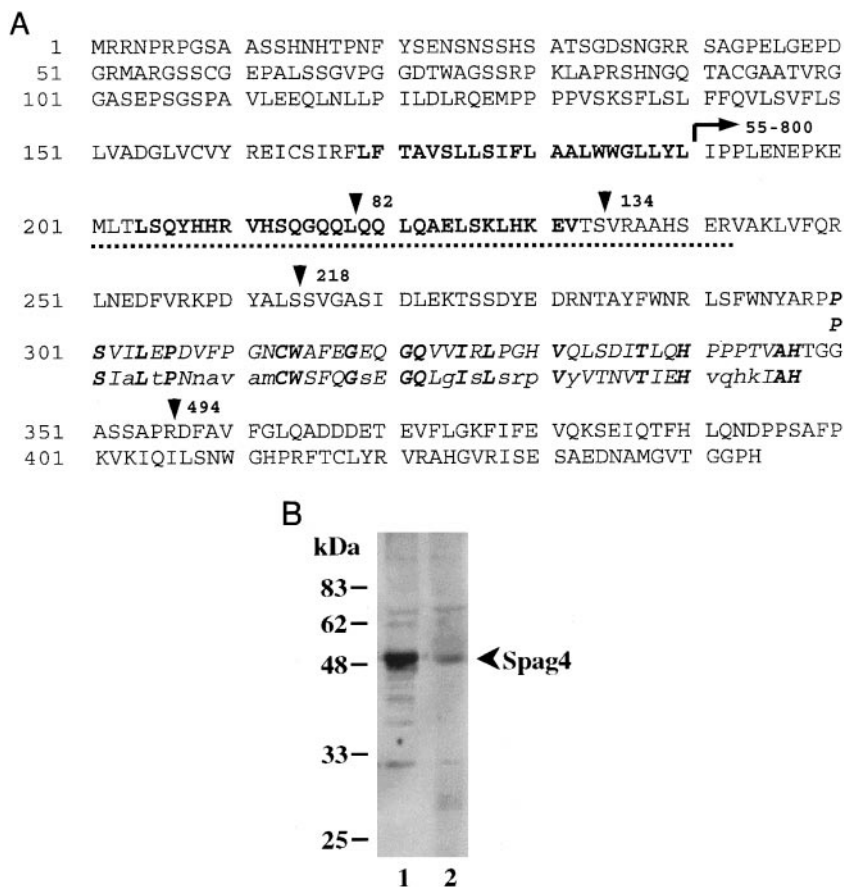 A
1 MRRNPRPGSA ASSHNHTPNF YSENSNSSHS ATSGDSNGRR SAGPELGEPD
51 GRMARGSSCG EPALSSGVPG GDTWAGSSRP KLAPRSHNGQ TACGAATVRG
101 GASEPSGSPA VLEEQLNLLP ILDLRQEMPP PPVSKSFLSL FFQVLSVFLS
55-800
151 LVADGLVCVY REICSIRFLF TAVSLLSIFL AALWWGLLYL IPPLENEPKE
82 134
201 MLTLSQYHHR VHSQGQQLQQ LQAELSKLHK EVTSVRAAHS ERVAKLVFQR
218
251 LNEDFVRKPD YALSSVGASI DLEKTSSDYE DRNTAYFWNR LSFWNYARPP
P
301 SVILEPDVFP GNCWAFEGEQ GQVVIRLPGH VQLSDITLQH PPPTVAHTGG
SIaLtPNnav amCWSFQGsE GQLgIsLsrp VyVTNVTIEH vqhkIAH
494
351 ASSAPRDFAV FGLQADDDET EVFLGKFIFE VQKSEIQTFH LQNDPPSAFP
401 KVKIQILSNW GHPRFTCLYR VRAHGVRISE SAEDNAMGVT GGPH
B
kDa
83
62
48
Spag4
33
25
1 2